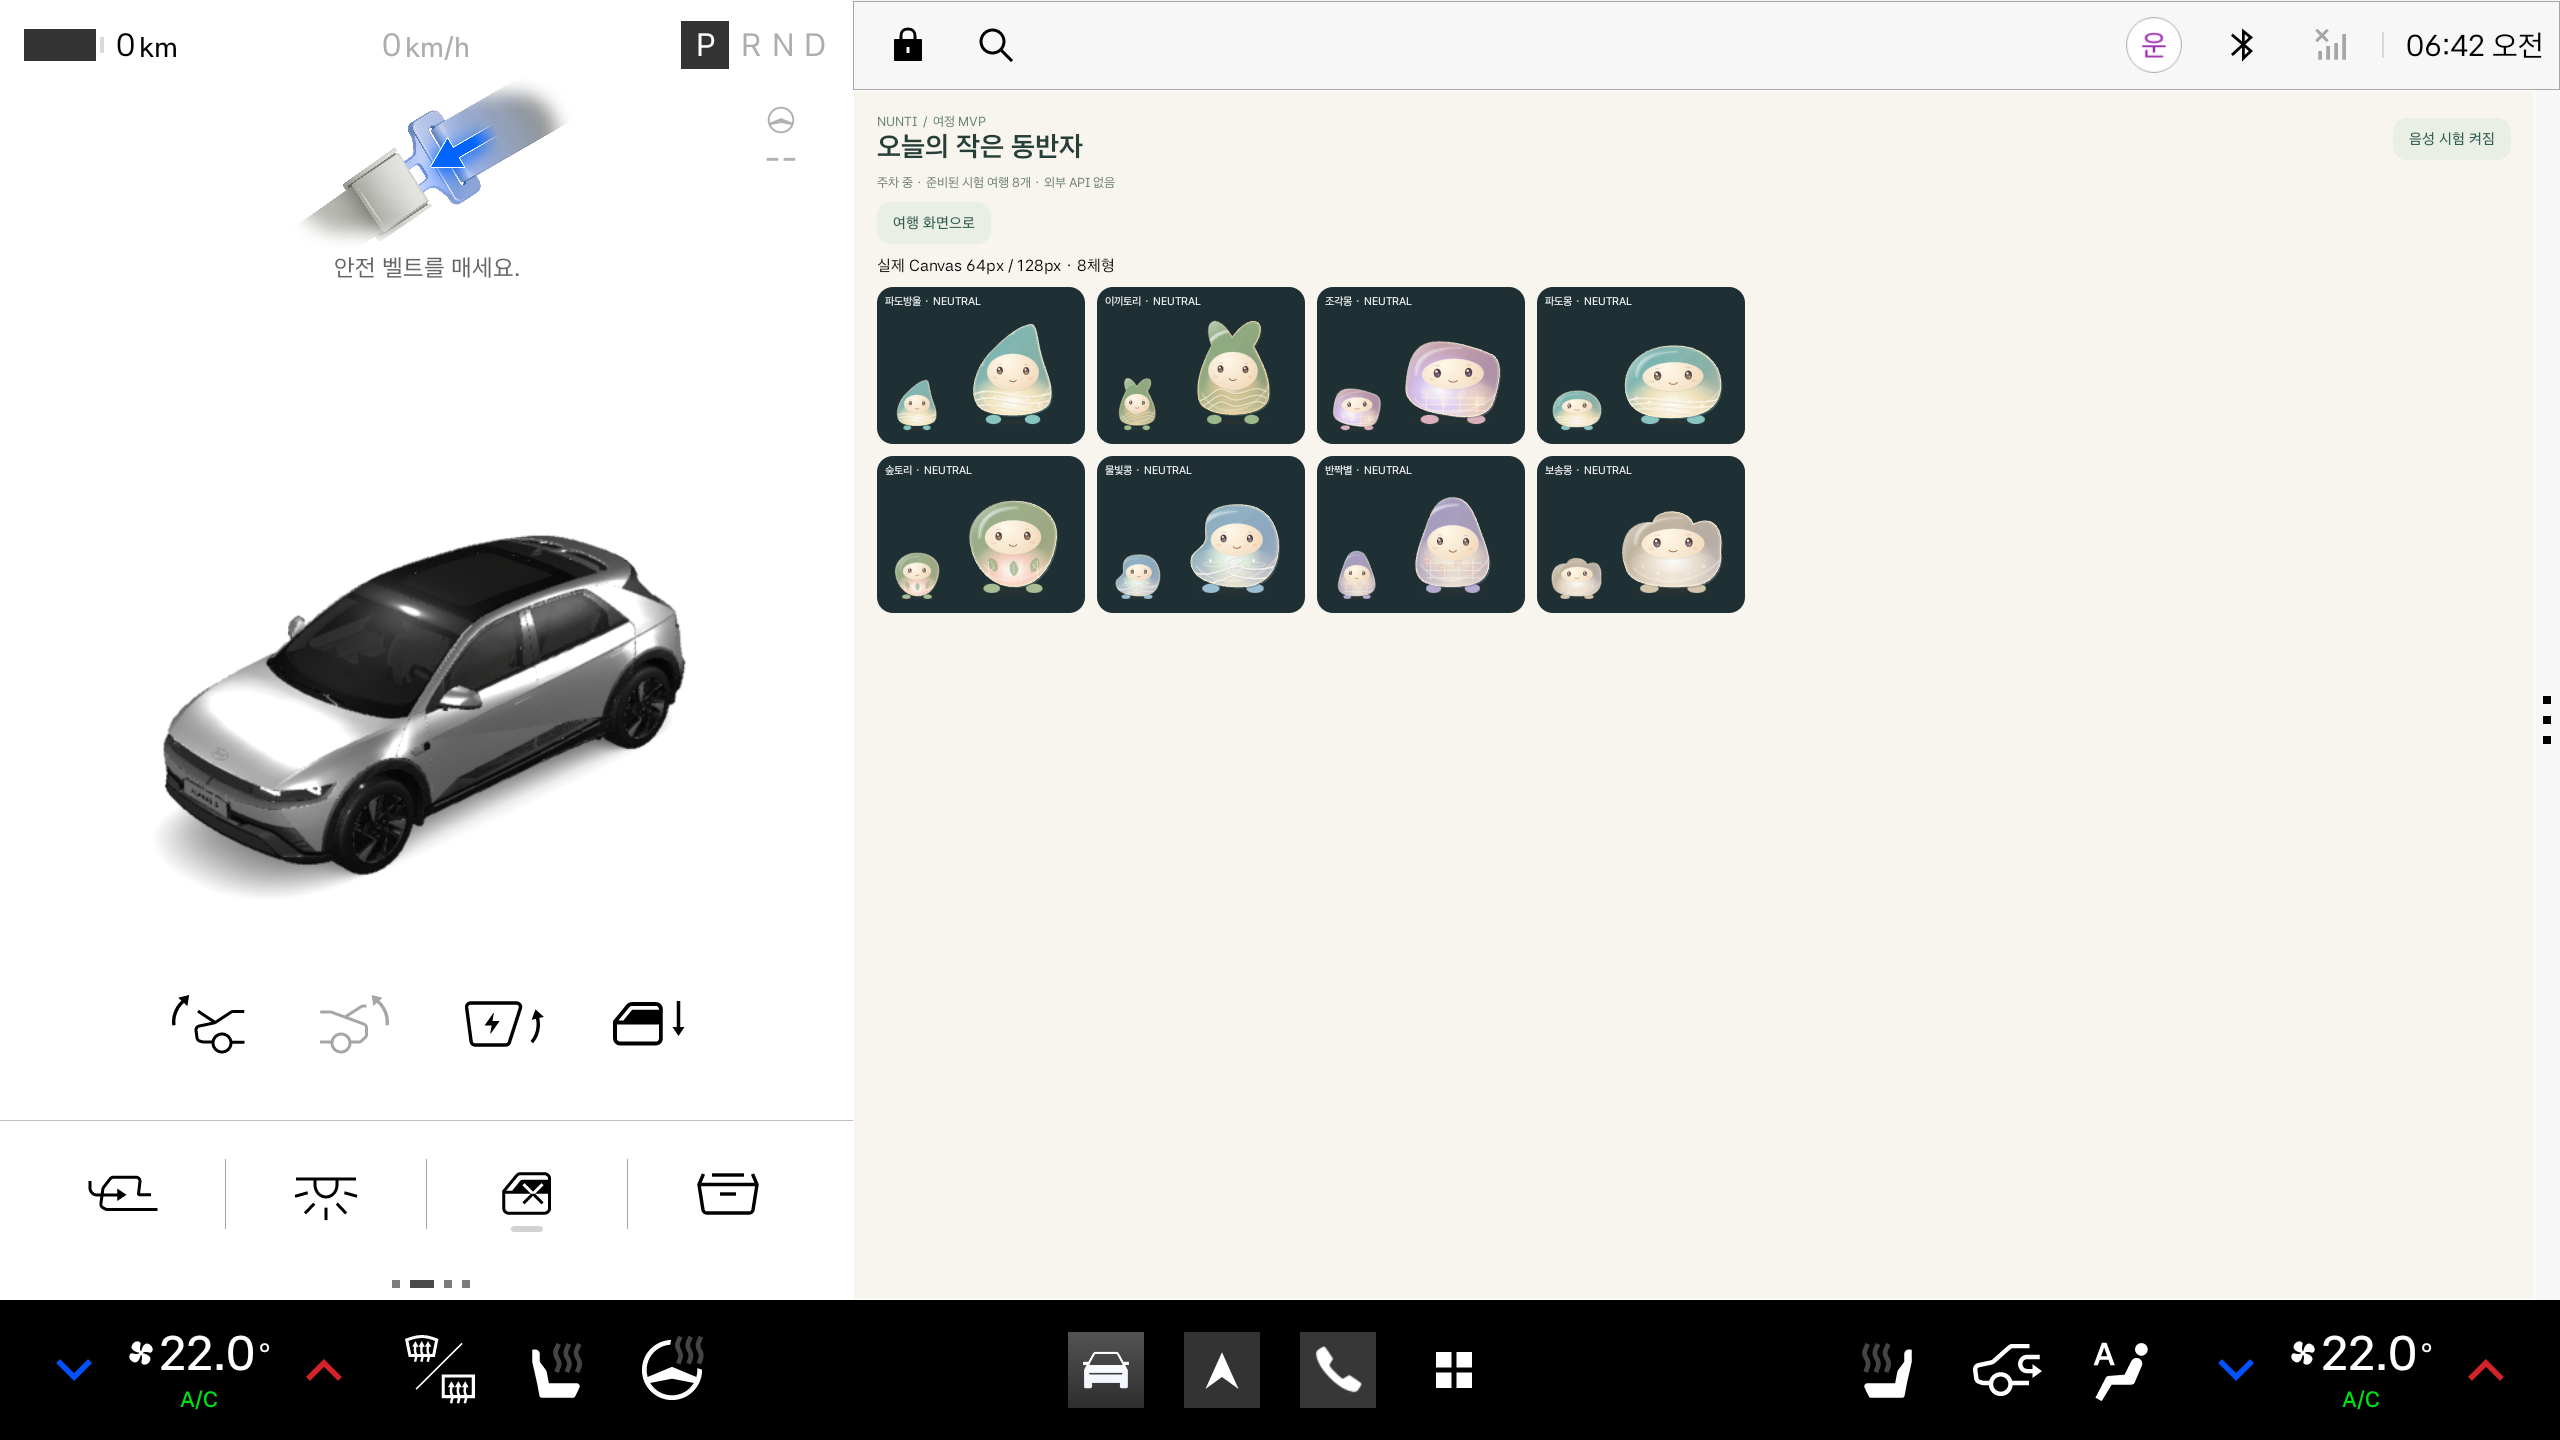 0 km
0 km/h
P R N D
운
06:42 오전
안전 벨트를 매세요.
NUNTI / 여정 MVP
오늘의 작은 동반자
음성 시험 켜짐
주차 중 · 준비된 시험 여행 8개 · 외부 API 없음
여행 화면으로
실제 Canvas 64px / 128px · 8체형
파도방울 · NEUTRAL
이끼토리 · NEUTRAL
조각몽 · NEUTRAL
파도몽 · NEUTRAL
숲토리 · NEUTRAL
물빛콩 · NEUTRAL
반짝별 · NEUTRAL
보송몽 · NEUTRAL
22.0°
A/C
A
22.0°
A/C